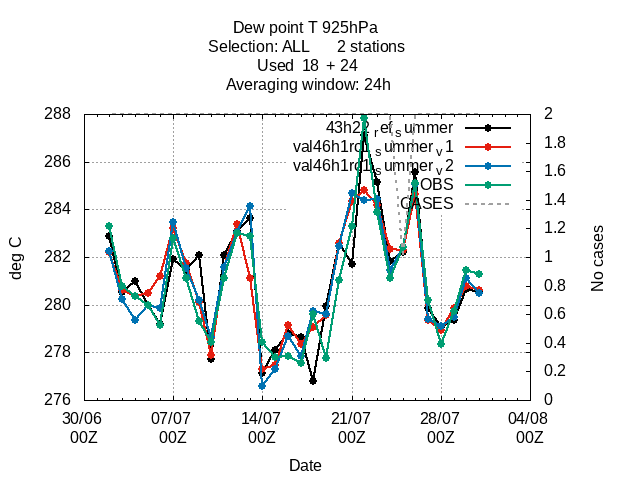 Dew point T 925hPa
Selection: ALL 2 stations
Used 18 + 24
Averaging window: 24h
288
286
284
282
280
278
276
deg C
2
1.8
1.6
1.4
1.2
1
0.8
0.6
0.4
0.2
0
No cases
43h22_ref_summer
val46h1rc1_summer_v1
val46h1rc1_summer_v2
OBS
CASES
30/06 07/07 14/07 21/07 28/07 04/08
00Z 00Z 00Z 00Z 00Z 00Z
Date